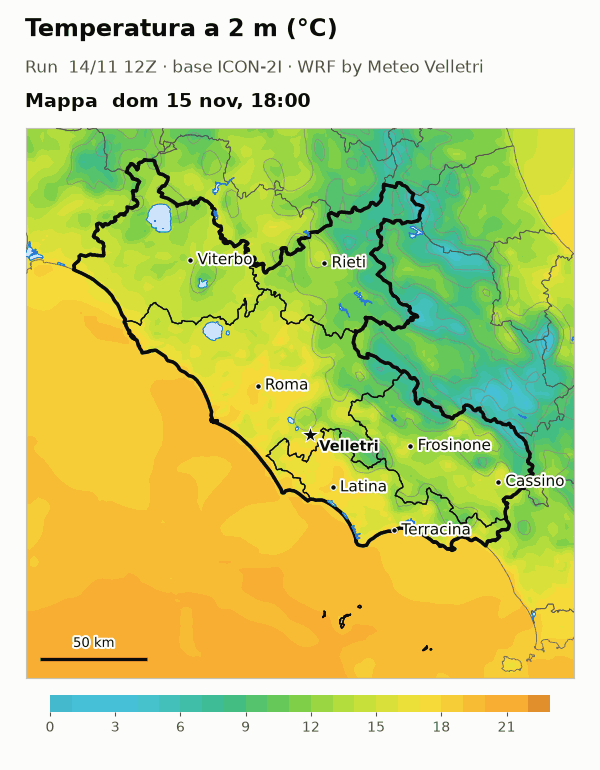 Temperatura a 2 m (°C)
Run  14/11 12Z · base ICON-2I · WRF by Meteo Velletri
Mappa  dom 15 nov, 18:00
Viterbo
Rieti
Roma
Velletri
Frosinone
Cassino
Latina
Terracina
50 km
0 3 6 9 12 15 18 21